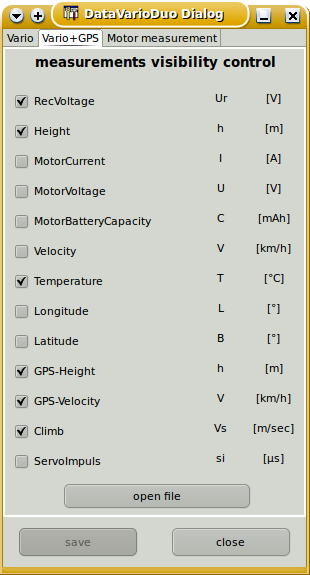 DataVarioDuo Dialog
Vario Vario+GPS Motor measurement
measurements visibility control
RecVoltage Ur [V]
Height h [m]
MotorCurrent I [A]
MotorVoltage U [V]
MotorBatteryCapacity C [mAh]
Velocity V [km/h]
Temperature T [°C]
Longitude L [°]
Latitude B [°]
GPS-Height h [m]
GPS-Velocity V [km/h]
Climb Vs [m/sec]
ServoImpuls si [µs]
open file
save close